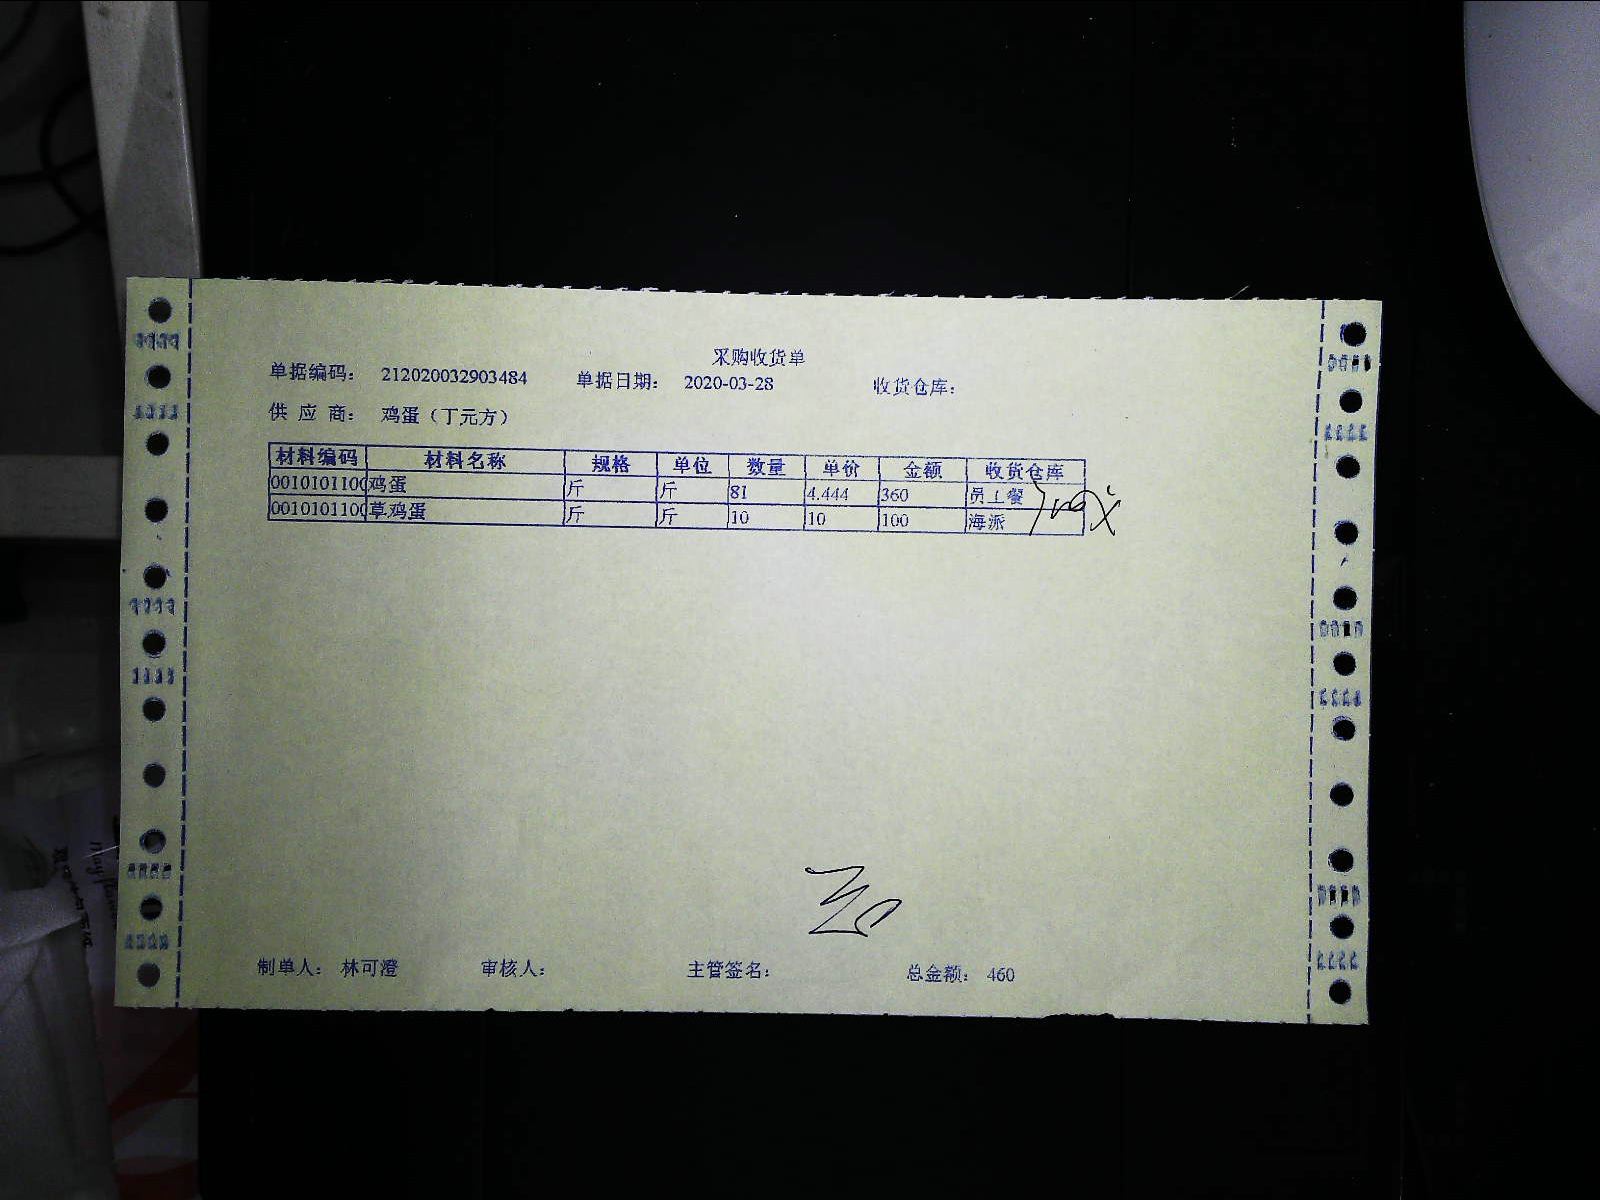 采购收货单
单据编码： 212020032903484 单据日期： 2020-03-28 收货仓库：
供 应 商： 鸡蛋（丁元方）
材料编码 材料名称 规格 单位 数量 单价 金额 收货仓库
0010101100 鸡蛋 斤 斤 81 4.444 360 员工餐
0010101100 草鸡蛋 斤 斤 10 10 100 海派
制单人： 林可澄 审核人： 主管签名： 总金额： 460